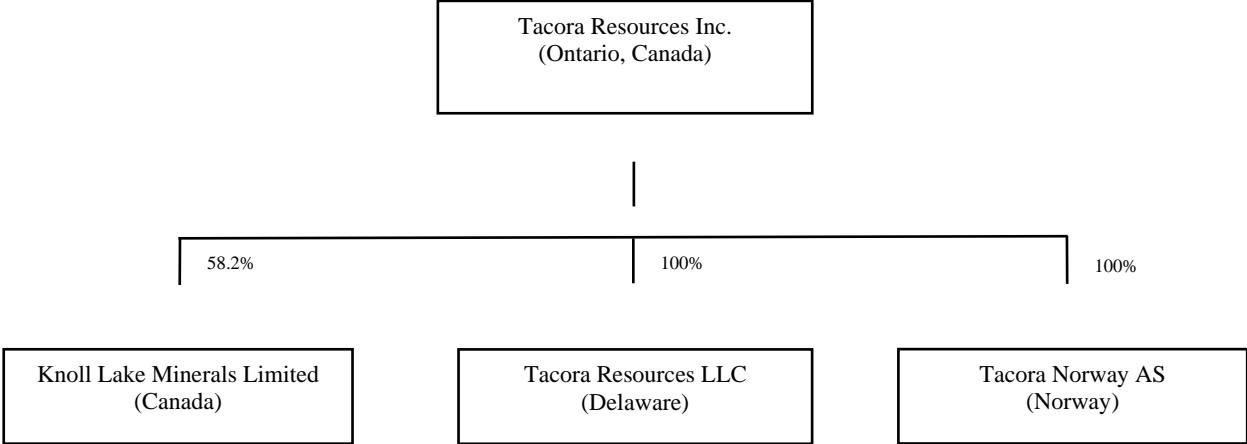 Tacora Resources Inc.
(Ontario, Canada)
58.2%
100%
100%
Knoll Lake Minerals Limited
(Canada)
Tacora Resources LLC
(Delaware)
Tacora Norway AS
(Norway)